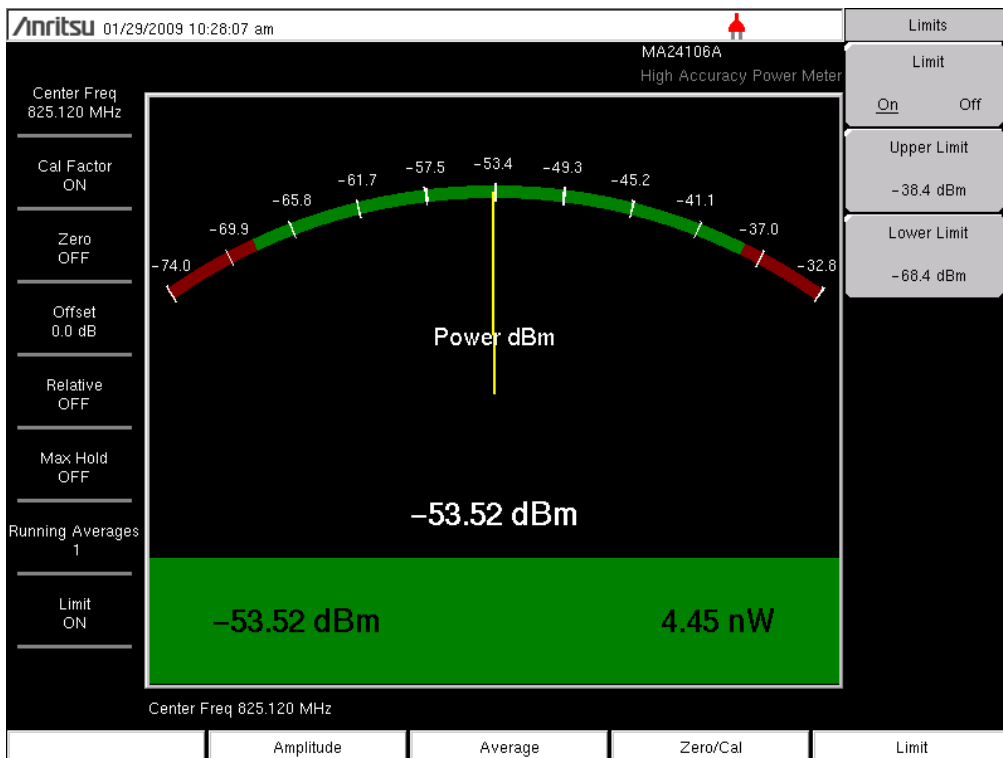 Anritsu 01/29/2009 10:28:07 am
MA24106A
High Accuracy Power Meter
Center Freq
825.120 MHz
Cal Factor
ON
Zero
OFF
Offset
0.0 dB
Relative
OFF
Max Hold
OFF
Running Averages
1
Limit
ON
-74.0
-69.9
-65.8
-61.7
-57.5
-53.4
-49.3
-45.2
-41.1
-37.0
-32.8
Power dBm
-53.52 dBm
-53.52 dBm 4.45 nW
Center Freq 825.120 MHz
Limits
Limit
On Off
Upper Limit
-38.4 dBm
Lower Limit
-68.4 dBm
Amplitude Average Zero/Cal Limit